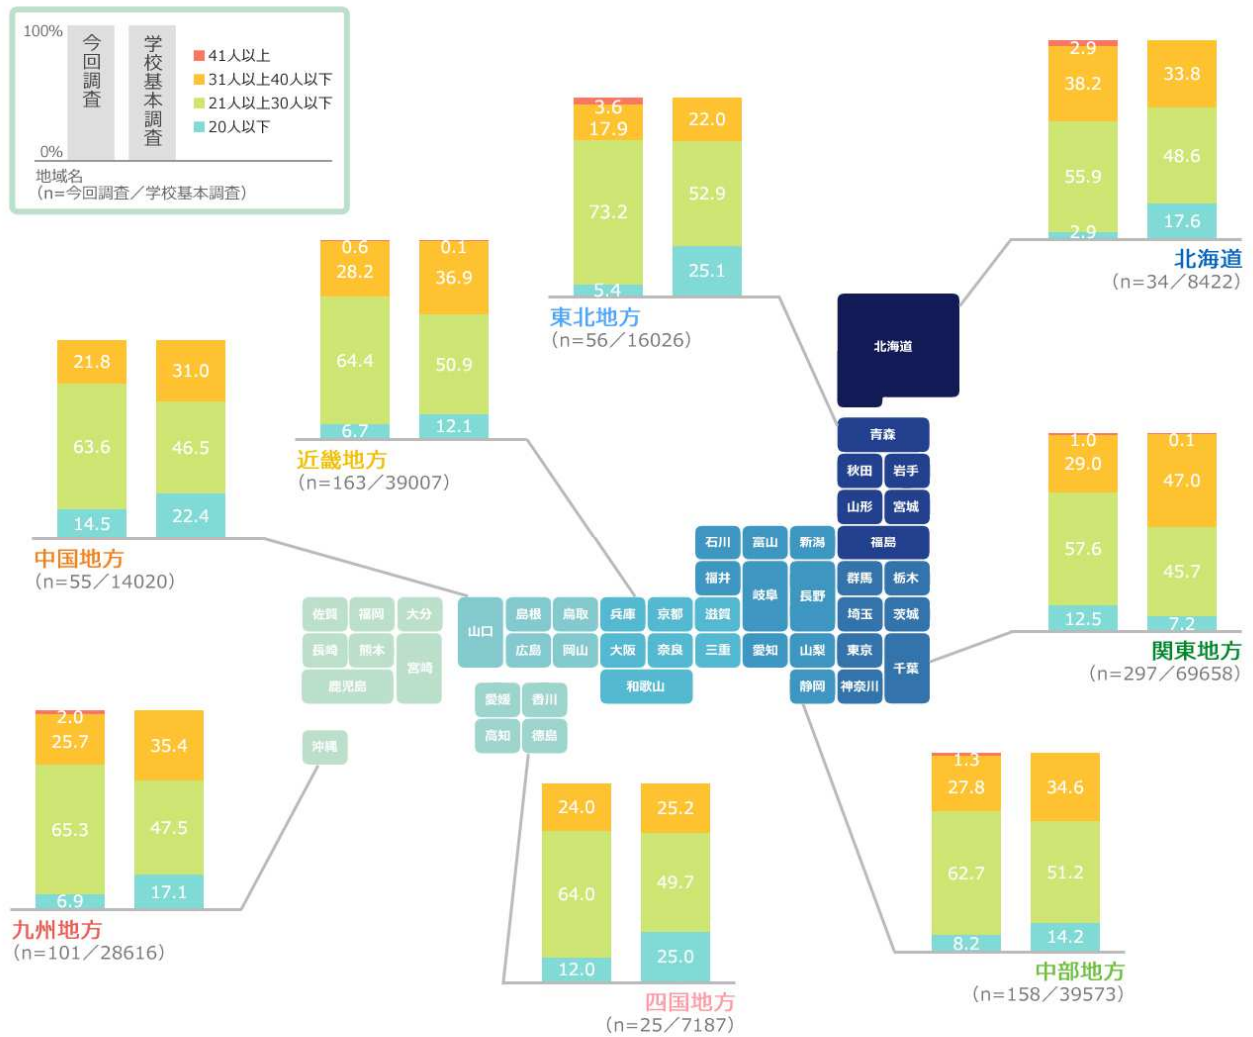 100%
0%
今回調査
学校基本調査
41人以上
31人以上40人以下
21人以上30人以下
20人以下
地域名
(n=今回調査／学校基本調査)
2.9
38.2
55.9
2.9
33.8
48.6
17.6
北海道
(n=34／8422)
3.6
17.9
73.2
5.4
22.0
52.9
25.1
東北地方
(n=56／16026)
0.6
28.2
64.4
6.7
0.1
36.9
50.9
12.1
近畿地方
(n=163／39007)
21.8
63.6
14.5
31.0
46.5
22.4
中国地方
(n=55／14020)
1.0
29.0
57.6
12.5
0.1
47.0
45.7
7.2
関東地方
(n=297／69658)
2.0
25.7
65.3
6.9
35.4
47.5
17.1
九州地方
(n=101／28616)
24.0
64.0
12.0
25.2
49.7
25.0
四国地方
(n=25／7187)
1.3
27.8
62.7
8.2
34.6
51.2
14.2
中部地方
(n=158／39573)
北海道
青森
秋田 岩手
山形 宮城
石川 富山 新潟 福島
福井 岐阜 長野 群馬 栃木
佐賀 福岡 大分 山口 島根 鳥取 兵庫 京都 滋賀 埼玉 茨城
長崎 熊本 宮崎 広島 岡山 大阪 奈良 三重 愛知 山梨 東京 千葉
鹿児島 愛媛 香川 和歌山 静岡 神奈川
沖縄 高知 徳島